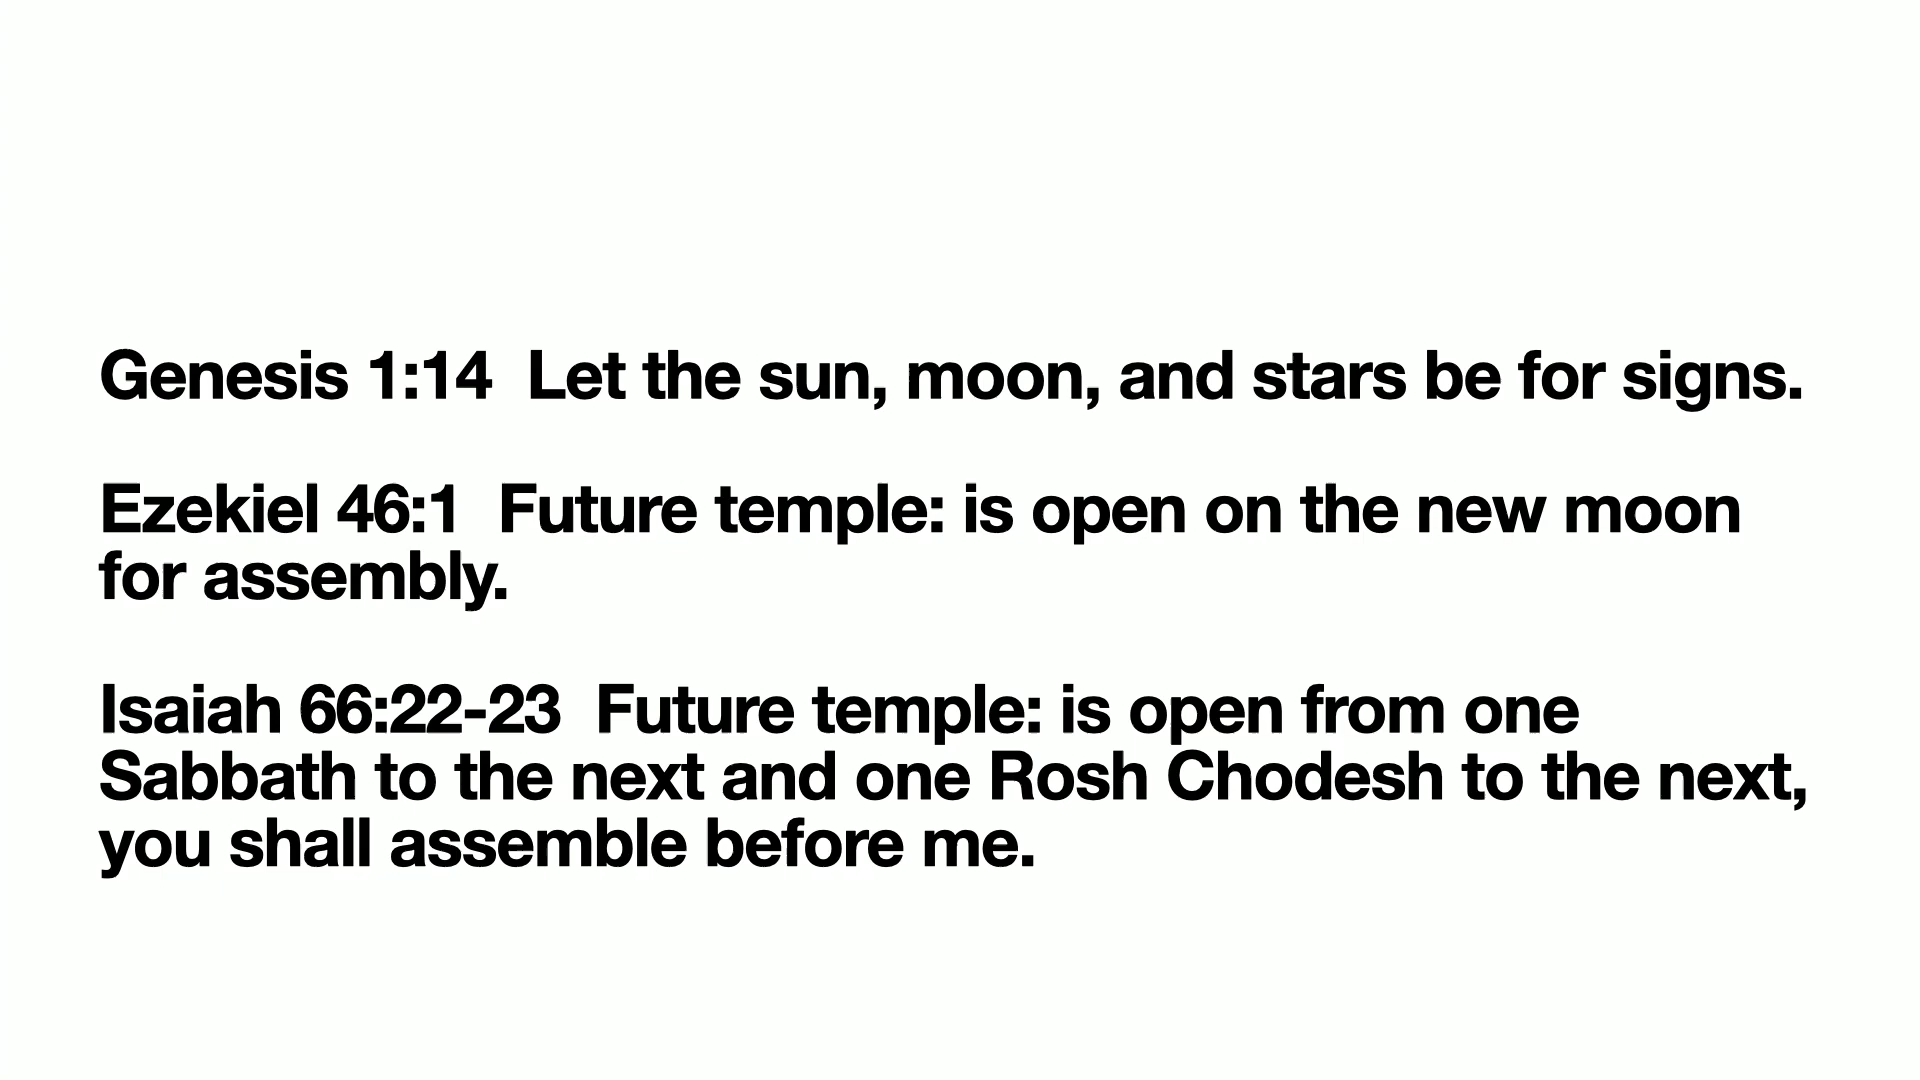 Genesis 1:14  Let the sun, moon, and stars be for signs.
Ezekiel 46:1  Future temple: is open on the new moon
for assembly.
Isaiah 66:22-23  Future temple: is open from one
Sabbath to the next and one Rosh Chodesh to the next,
you shall assemble before me.